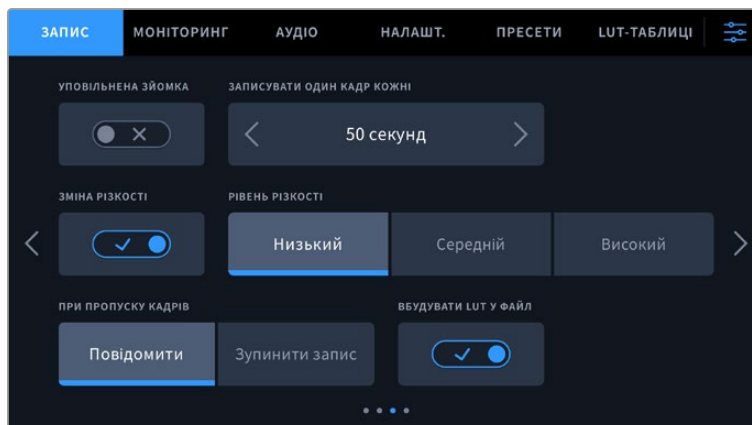 ЗАПИС МОНІТОРИНГ АУДІО НАЛАШТ. ПРЕСЕТИ LUT-ТАБЛИЦІ
УПОВІЛЬНЕНА ЗЙОМКА ЗАПИСУВАТИ ОДИН КАДР КОЖНІ
50 секунд
ЗМІНА РІЗКОСТІ РІВЕНЬ РІЗКОСТІ
Низький Середній Високий
ПРИ ПРОПУСКУ КАДРІВ ВБУДУВАТИ LUT У ФАЙЛ
Повідомити Зупинити запис